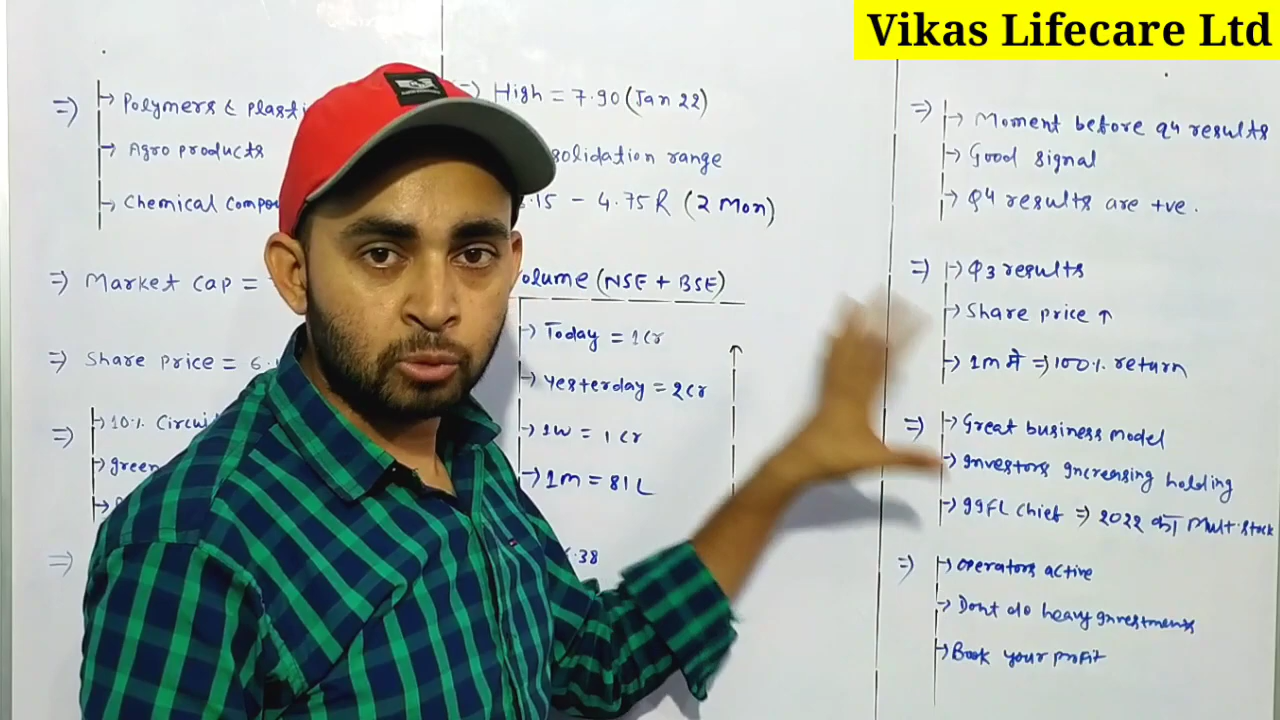 Vikas Lifecare Ltd
⇒ → Polymers & plasti
→ Agro products
→ Chemical compo
⇒ Market cap =
⇒ Share price = 6.
⇒ → 10% Circui
→ green
⇒
⇒ High = 7.90 (Jan 22)
solidation range
.15 - 4.75 R (2 Mon)
olume (NSE + BSE)
→ Today = 1Cr
→ Yesterday = 2Cr
→ 1W = 1Cr
→ 1m = 81L
.38
⇒ → Moment before q4 results
→ Good signal
→ Q4 results are +ve.
⇒ → Q3 results
→ Share price ↑
→ 1m में ⇒ 100% return
⇒ → Great business model
→ Investors increasing holding
→ 99FL Chief ⇒ 2022 का Mult stock
⇒ → operators active
→ Dont do heavy investments
→ Book your profit